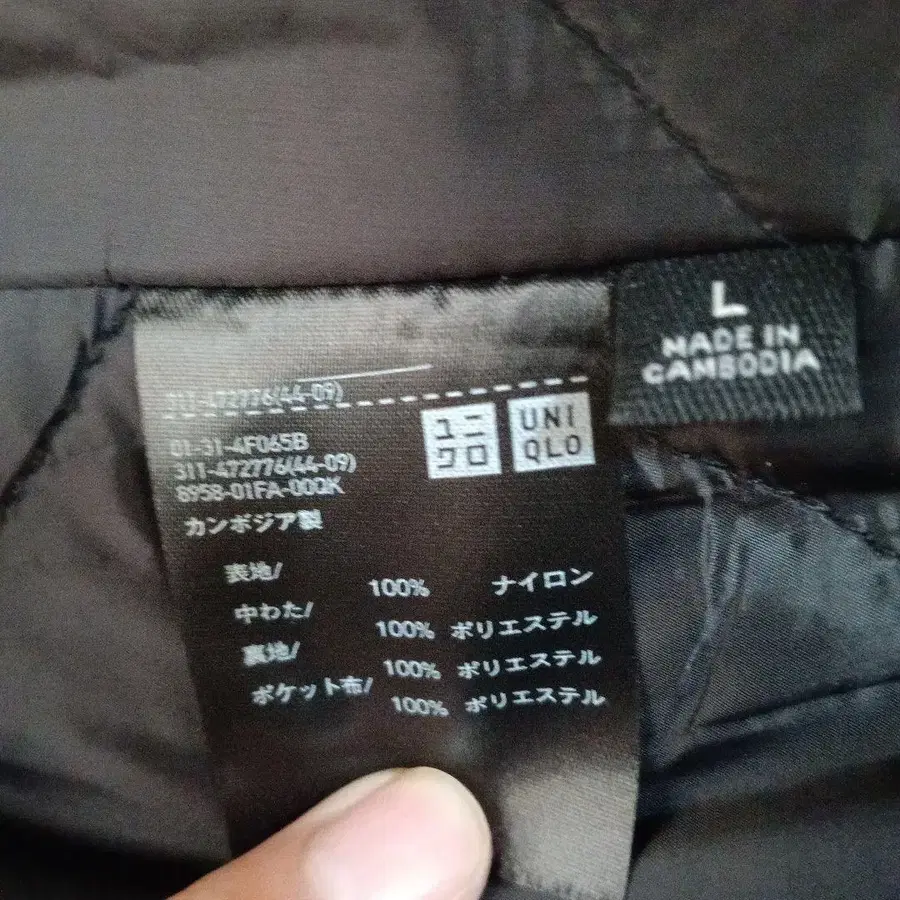 L
MADE IN
CAMBODIA
311-472776(44-09)
ユニ
クロ
UNI
QLO
01-31-4F065B
311-472776(44-09)
8958-01FA-000K
カンボジア製
表地/
100% ナイロン
中わた/
100% ポリエステル
裏地/
100% ポリエステル
ポケット布/
100% ポリエステル